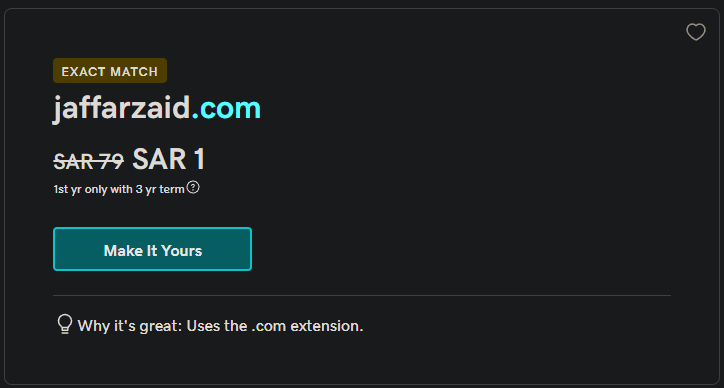 EXACT MATCH
jaffarzaid.com
SAR 79 SAR 1
1st yr only with 3 yr term ?
Make It Yours
Why it's great: Uses the .com extension.